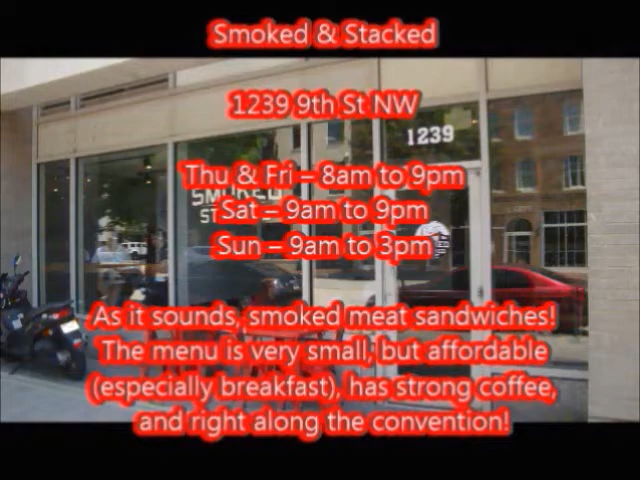 Smoked & Stacked
1239 9th St NW
1239
Thu & Fri – 8am to 9pm
SMOKED
Sat – 9am to 9pm
Sun – 9am to 3pm
As it sounds, smoked meat sandwiches!
The menu is very small, but affordable
(especially breakfast), has strong coffee,
and right along the convention!